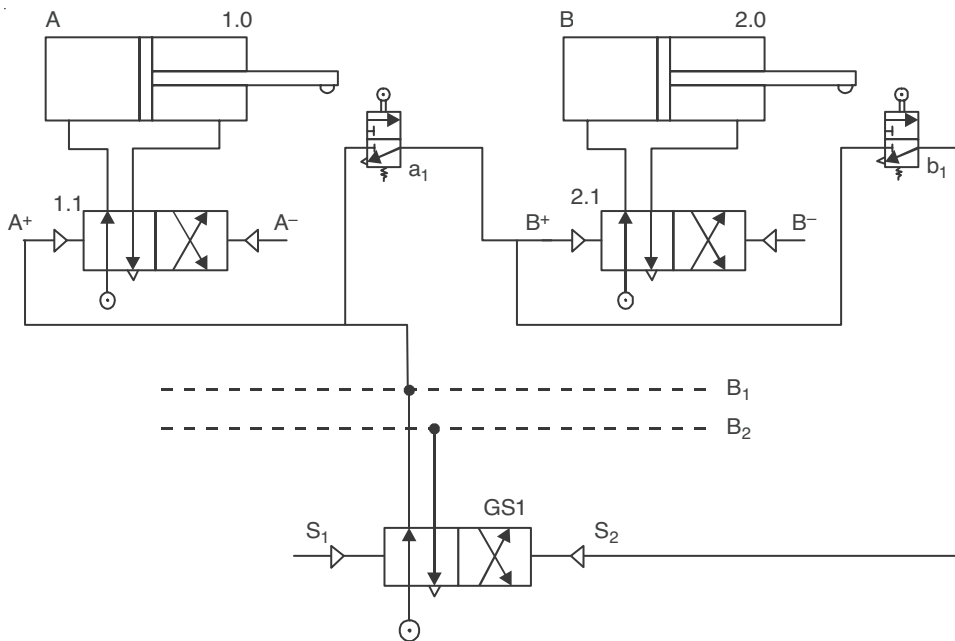 A 1.0 B 2.0
a₁ b₁
1.1 2.1
A⁺ A⁻ B⁺ B⁻
B₁
B₂
GS1
S₁ S₂